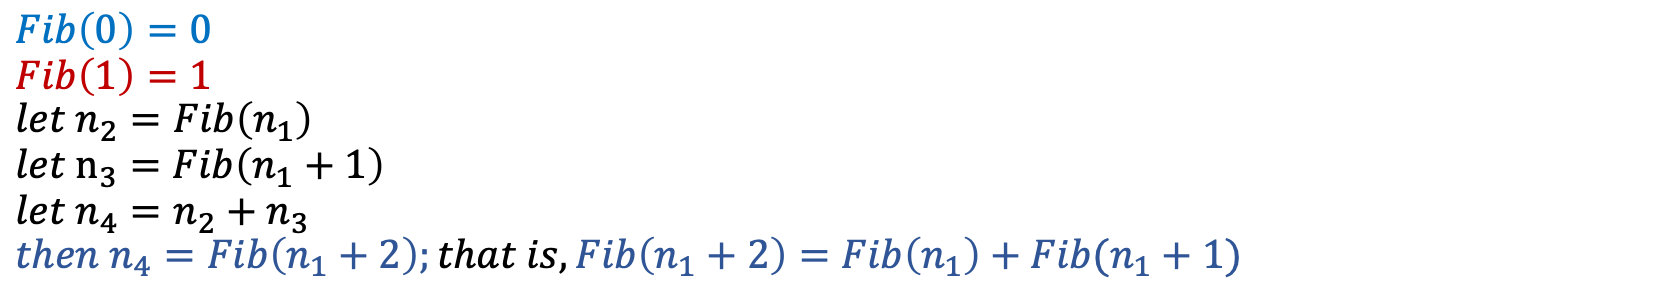 Fib(0) = 0
Fib(1) = 1
let n₂ = Fib(n₁)
let n₃ = Fib(n₁ + 1)
let n₄ = n₂ + n₃
then n₄ = Fib(n₁ + 2); that is, Fib(n₁ + 2) = Fib(n₁) + Fib(n₁ + 1)